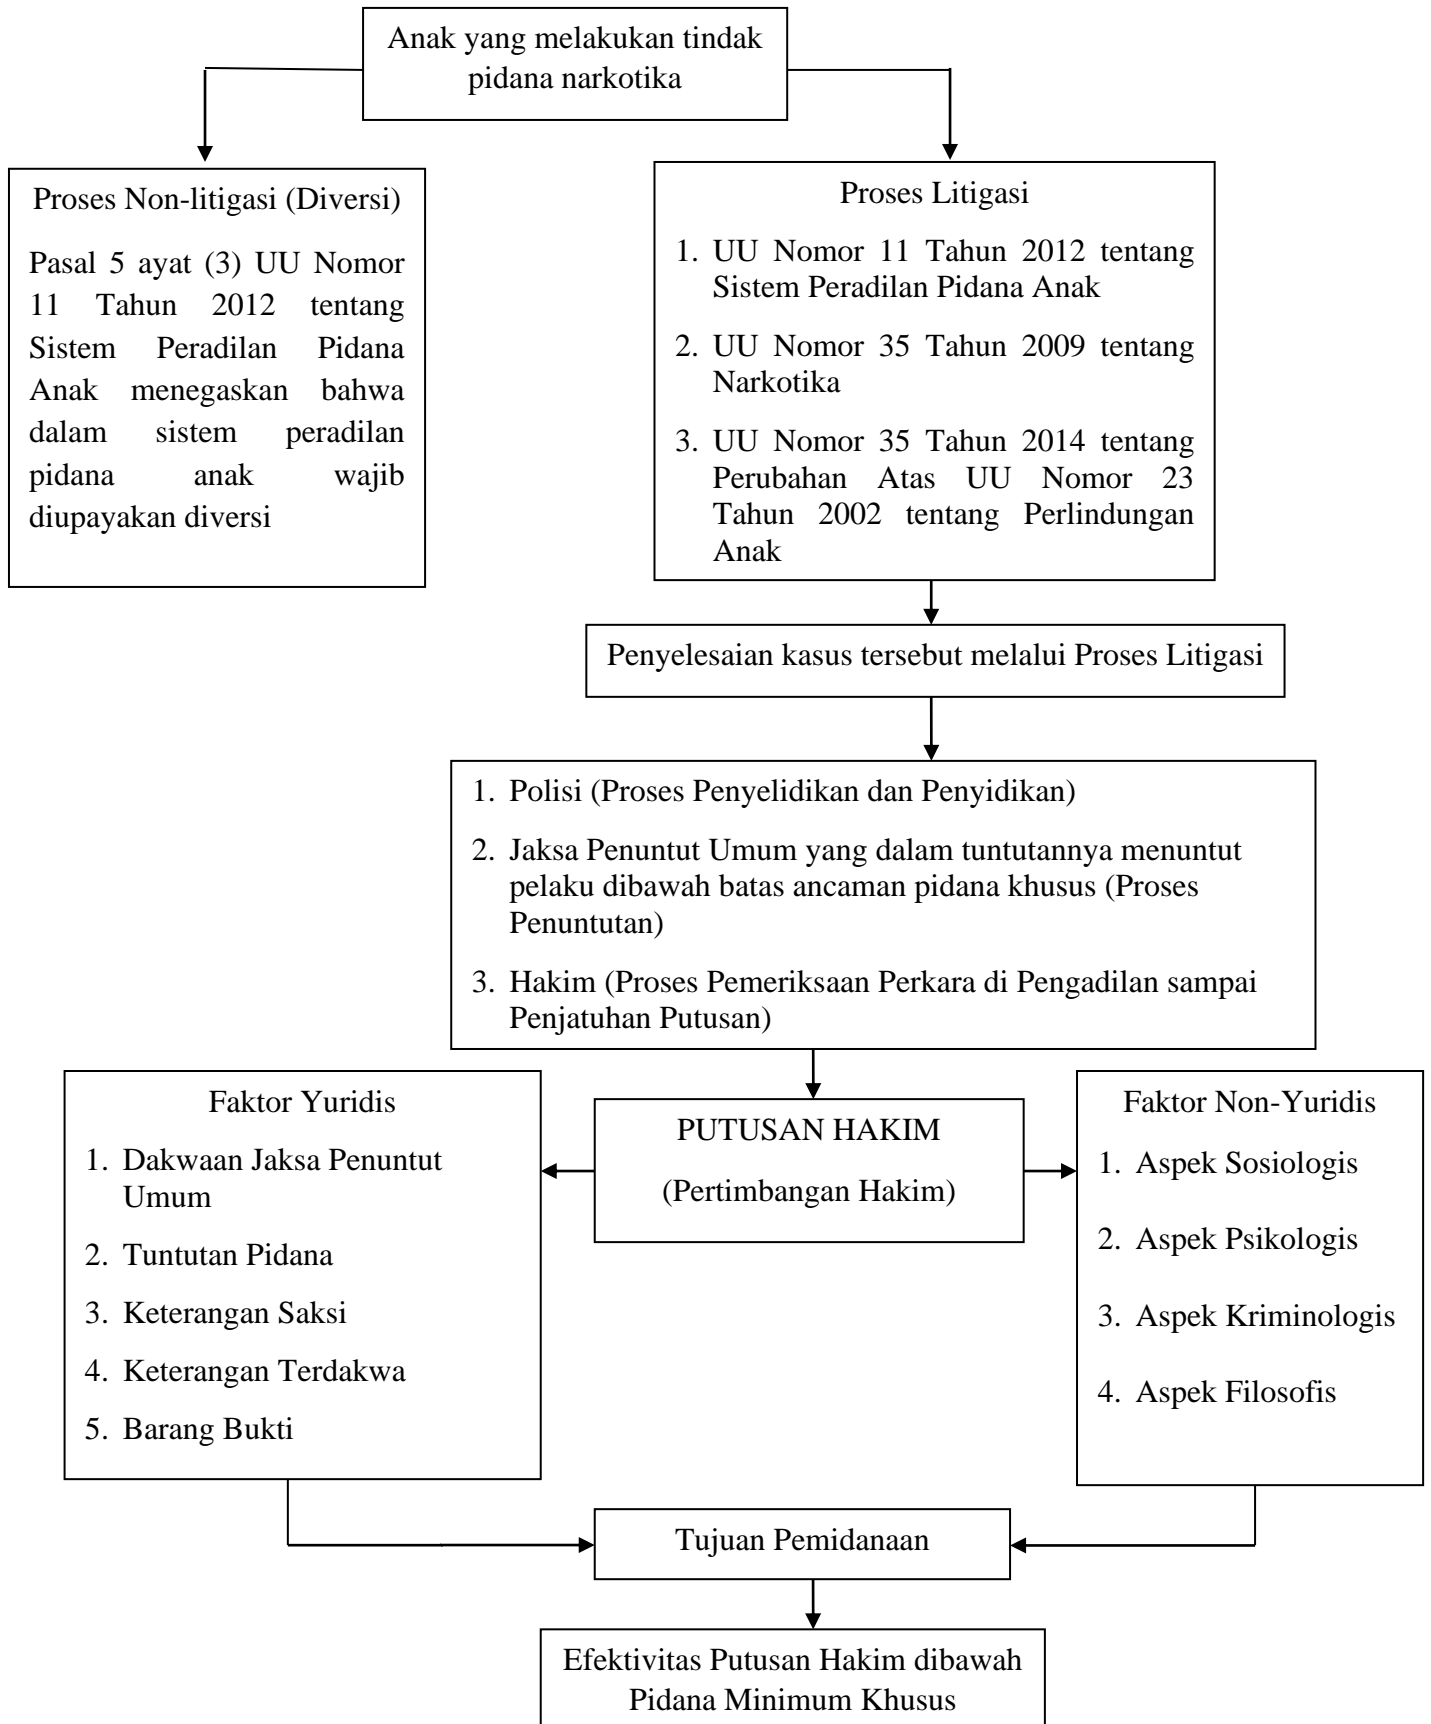 Anak yang melakukan tindak
pidana narkotika
Proses Non-litigasi (Diversi)
Pasal 5 ayat (3) UU Nomor
11 Tahun 2012 tentang
Sistem Peradilan Pidana
Anak menegaskan bahwa
dalam sistem peradilan
pidana anak wajib
diupayakan diversi
Proses Litigasi
1. UU Nomor 11 Tahun 2012 tentang
Sistem Peradilan Pidana Anak
2. UU Nomor 35 Tahun 2009 tentang
Narkotika
3. UU Nomor 35 Tahun 2014 tentang
Perubahan Atas UU Nomor 23
Tahun 2002 tentang Perlindungan
Anak
Penyelesaian kasus tersebut melalui Proses Litigasi
1. Polisi (Proses Penyelidikan dan Penyidikan)
2. Jaksa Penuntut Umum yang dalam tuntutannya menuntut
pelaku dibawah batas ancaman pidana khusus (Proses
Penuntutan)
3. Hakim (Proses Pemeriksaan Perkara di Pengadilan sampai
Penjatuhan Putusan)
Faktor Yuridis
1. Dakwaan Jaksa Penuntut
Umum
2. Tuntutan Pidana
3. Keterangan Saksi
4. Keterangan Terdakwa
5. Barang Bukti
PUTUSAN HAKIM
(Pertimbangan Hakim)
Faktor Non-Yuridis
1. Aspek Sosiologis
2. Aspek Psikologis
3. Aspek Kriminologis
4. Aspek Filosofis
Tujuan Pemidanaan
Efektivitas Putusan Hakim dibawah
Pidana Minimum Khusus